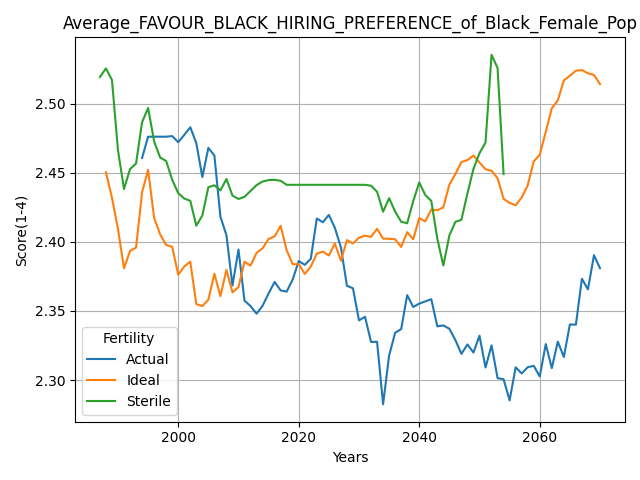 Average_FAVOUR_BLACK_HIRING_PREFERENCE_of_Black_Female_Pop
Score(1-4)
2.50
2.45
2.40
2.35
2.30
Fertility
Actual
Ideal
Sterile
2000
2020
2040
2060
Years